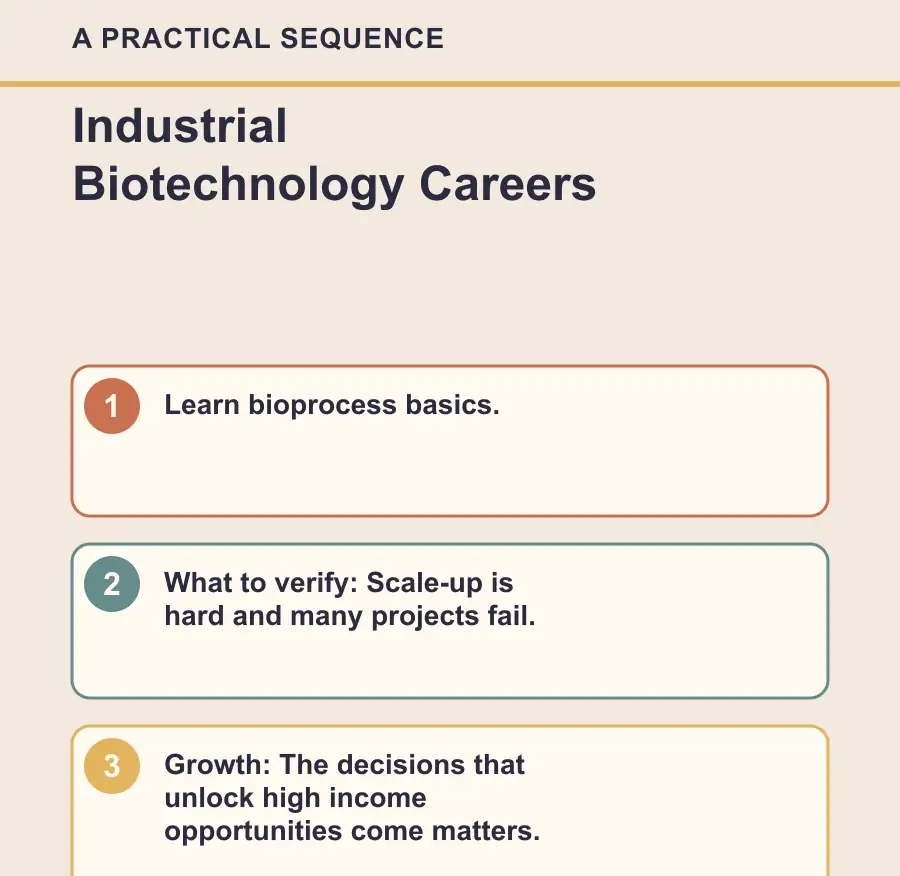 A PRACTICAL SEQUENCE
Industrial
Biotechnology Careers
1
Learn bioprocess basics.
2
What to verify: Scale-up is
hard and many projects fail.
3
Growth: The decisions that
unlock high income
opportunities come matters.